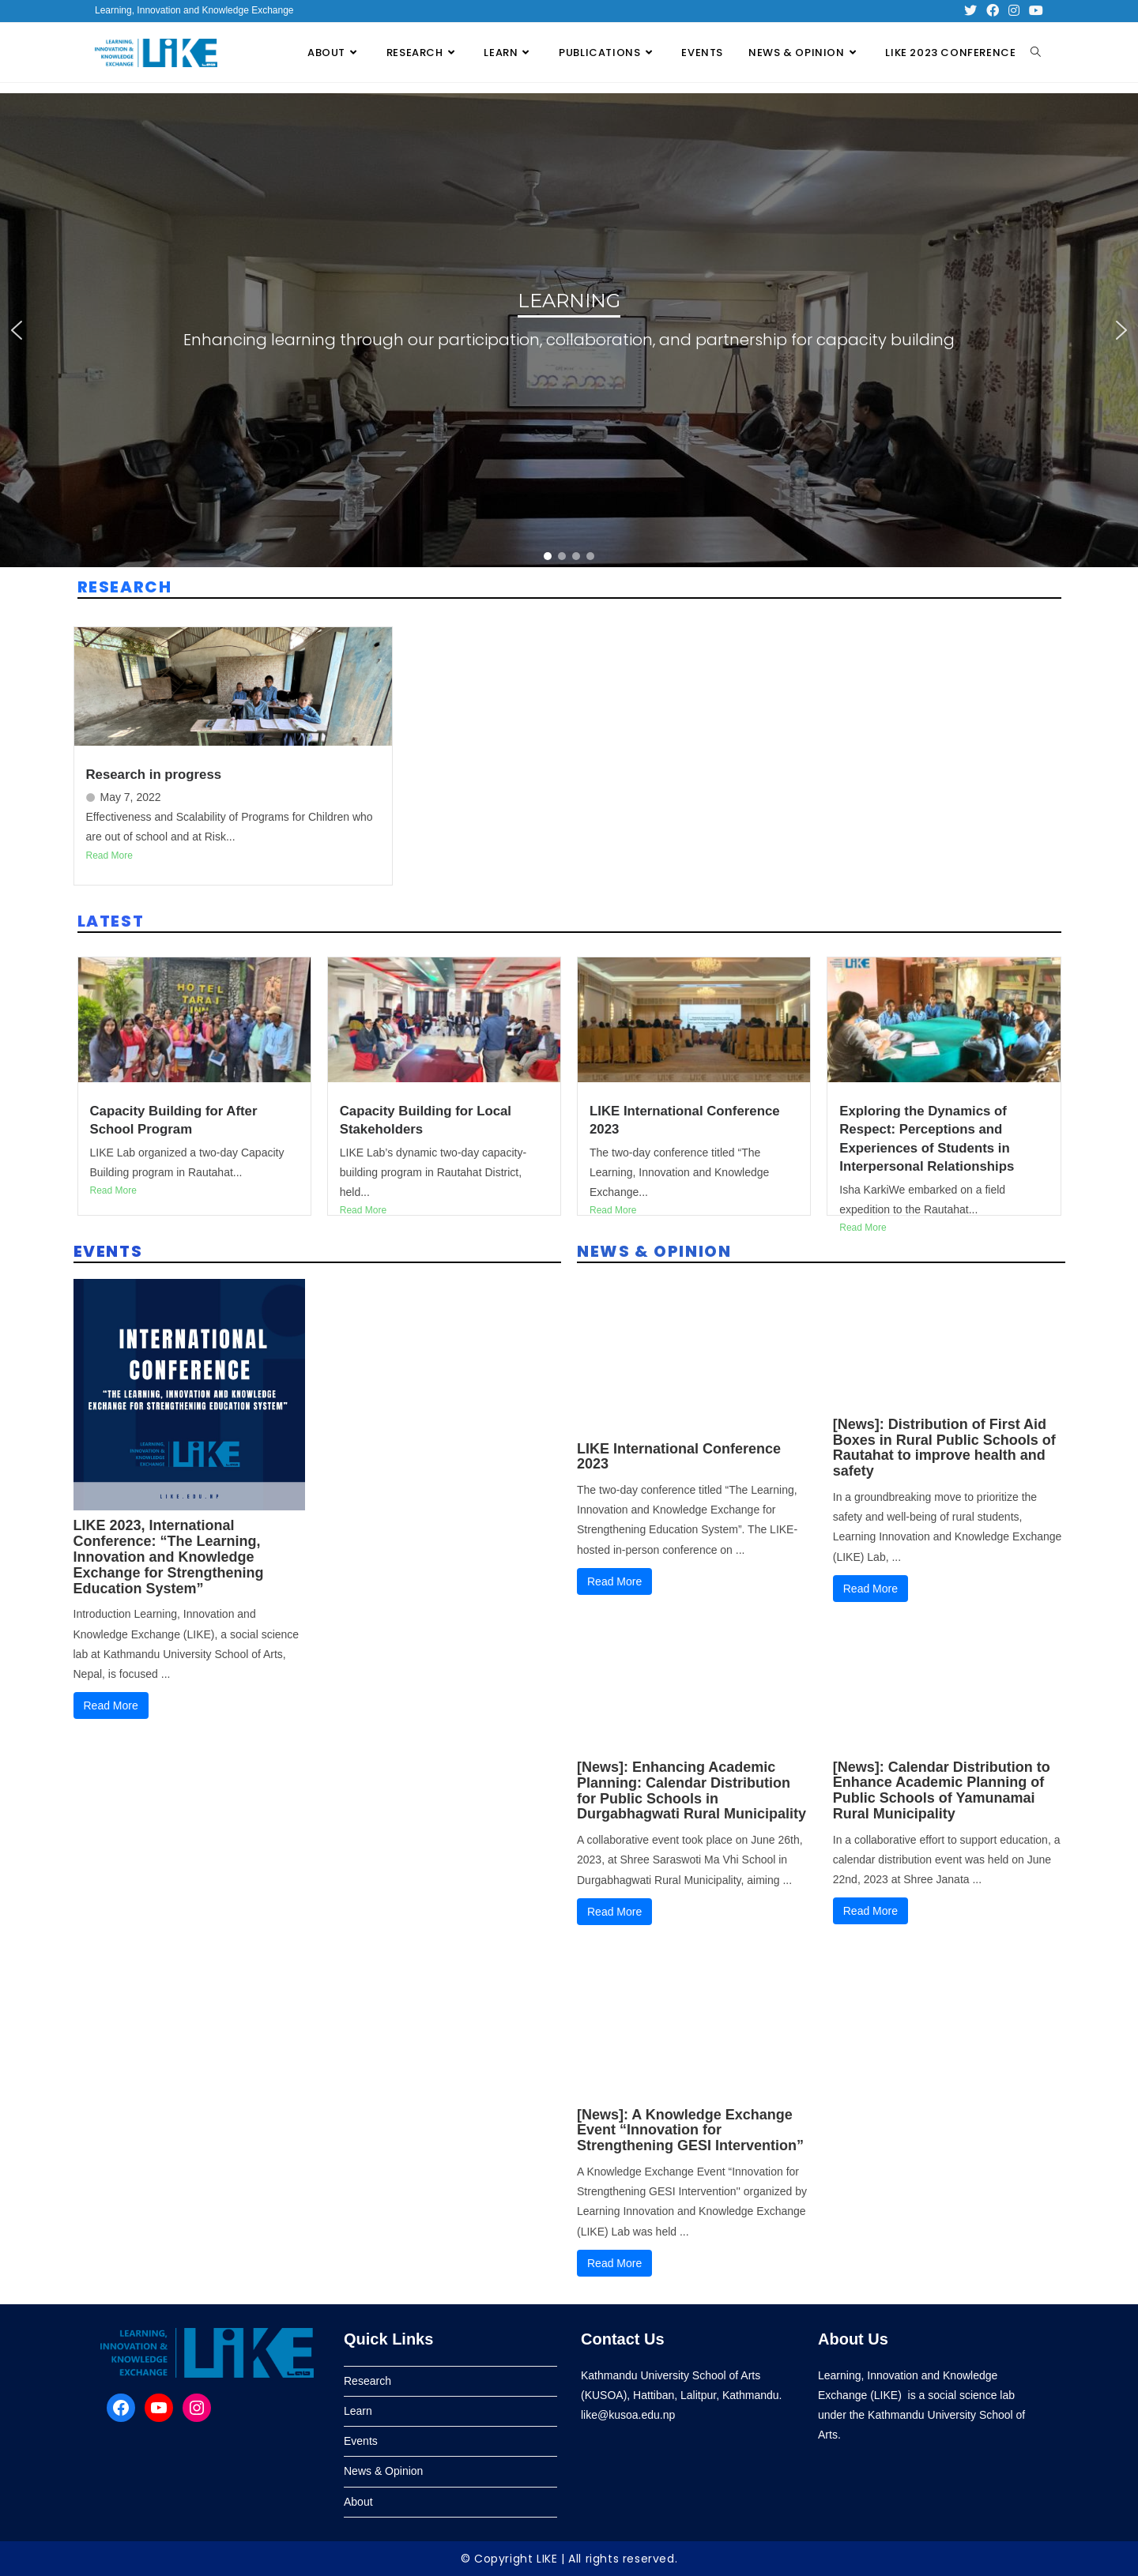 Learning, Innovation and Knowledge Exchange
LEARNING,
INNOVATION &
KNOWLEDGE
EXCHANGE
LIKE
ABOUT
RESEARCH
LEARN
PUBLICATIONS
EVENTS
NEWS & OPINION
LIKE 2023 CONFERENCE
LEARNING
Enhancing learning through our participation, collaboration, and partnership for capacity building
RESEARCH
Research in progress
May 7, 2022
Effectiveness and Scalability of Programs for Children who
are out of school and at Risk...
Read More
LATEST
HOTEL
TARAI
INN
Capacity Building for After
School Program
LIKE Lab organized a two-day Capacity
Building program in Rautahat...
Read More
Capacity Building for Local
Stakeholders
LIKE Lab's dynamic two-day capacity-
building program in Rautahat District,
held...
Read More
LIKE International Conference
2023
The two-day conference titled “The
Learning, Innovation and Knowledge
Exchange...
Read More
LIKE
Exploring the Dynamics of
Respect: Perceptions and
Experiences of Students in
Interpersonal Relationships
Isha KarkiWe embarked on a field
expedition to the Rautahat...
Read More
EVENTS
INTERNATIONAL
CONFERENCE
“THE LEARNING, INNOVATION AND KNOWLEDGE
EXCHANGE FOR STRENGTHENING EDUCATION SYSTEM”
LEARNING,
INNOVATION &
KNOWLEDGE
EXCHANGE
LIKE
LIKE.EDU.NP
LIKE 2023, International
Conference: “The Learning,
Innovation and Knowledge
Exchange for Strengthening
Education System”
Introduction Learning, Innovation and
Knowledge Exchange (LIKE), a social science
lab at Kathmandu University School of Arts,
Nepal, is focused ...
Read More
NEWS & OPINION
LIKE International Conference
2023
The two-day conference titled “The Learning,
Innovation and Knowledge Exchange for
Strengthening Education System”. The LIKE-
hosted in-person conference on ...
Read More
[News]: Distribution of First Aid
Boxes in Rural Public Schools of
Rautahat to improve health and
safety
In a groundbreaking move to prioritize the
safety and well-being of rural students,
Learning Innovation and Knowledge Exchange
(LIKE) Lab, ...
Read More
[News]: Enhancing Academic
Planning: Calendar Distribution
for Public Schools in
Durgabhagwati Rural Municipality
A collaborative event took place on June 26th,
2023, at Shree Saraswoti Ma Vhi School in
Durgabhagwati Rural Municipality, aiming ...
Read More
[News]: Calendar Distribution to
Enhance Academic Planning of
Public Schools of Yamunamai
Rural Municipality
In a collaborative effort to support education, a
calendar distribution event was held on June
22nd, 2023 at Shree Janata ...
Read More
[News]: A Knowledge Exchange
Event “Innovation for
Strengthening GESI Intervention”
A Knowledge Exchange Event “Innovation for
Strengthening GESI Intervention'' organized by
Learning Innovation and Knowledge Exchange
(LIKE) Lab was held ...
Read More
LEARNING,
INNOVATION &
KNOWLEDGE
EXCHANGE
LIKE
Quick Links
Research
Learn
Events
News & Opinion
About
Contact Us
Kathmandu University School of Arts
(KUSOA), Hattiban, Lalitpur, Kathmandu.
like@kusoa.edu.np
About Us
Learning, Innovation and Knowledge
Exchange (LIKE) is a social science lab
under the Kathmandu University School of
Arts.
© Copyright LIKE | All rights reserved.